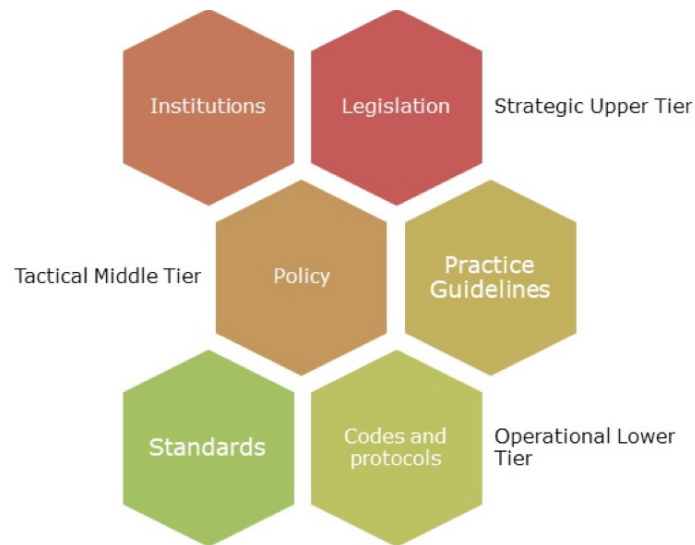 Institutions
Legislation
Strategic Upper Tier
Tactical Middle Tier
Policy
Practice
Guidelines
Standards
Codes and
protocols
Operational Lower
Tier